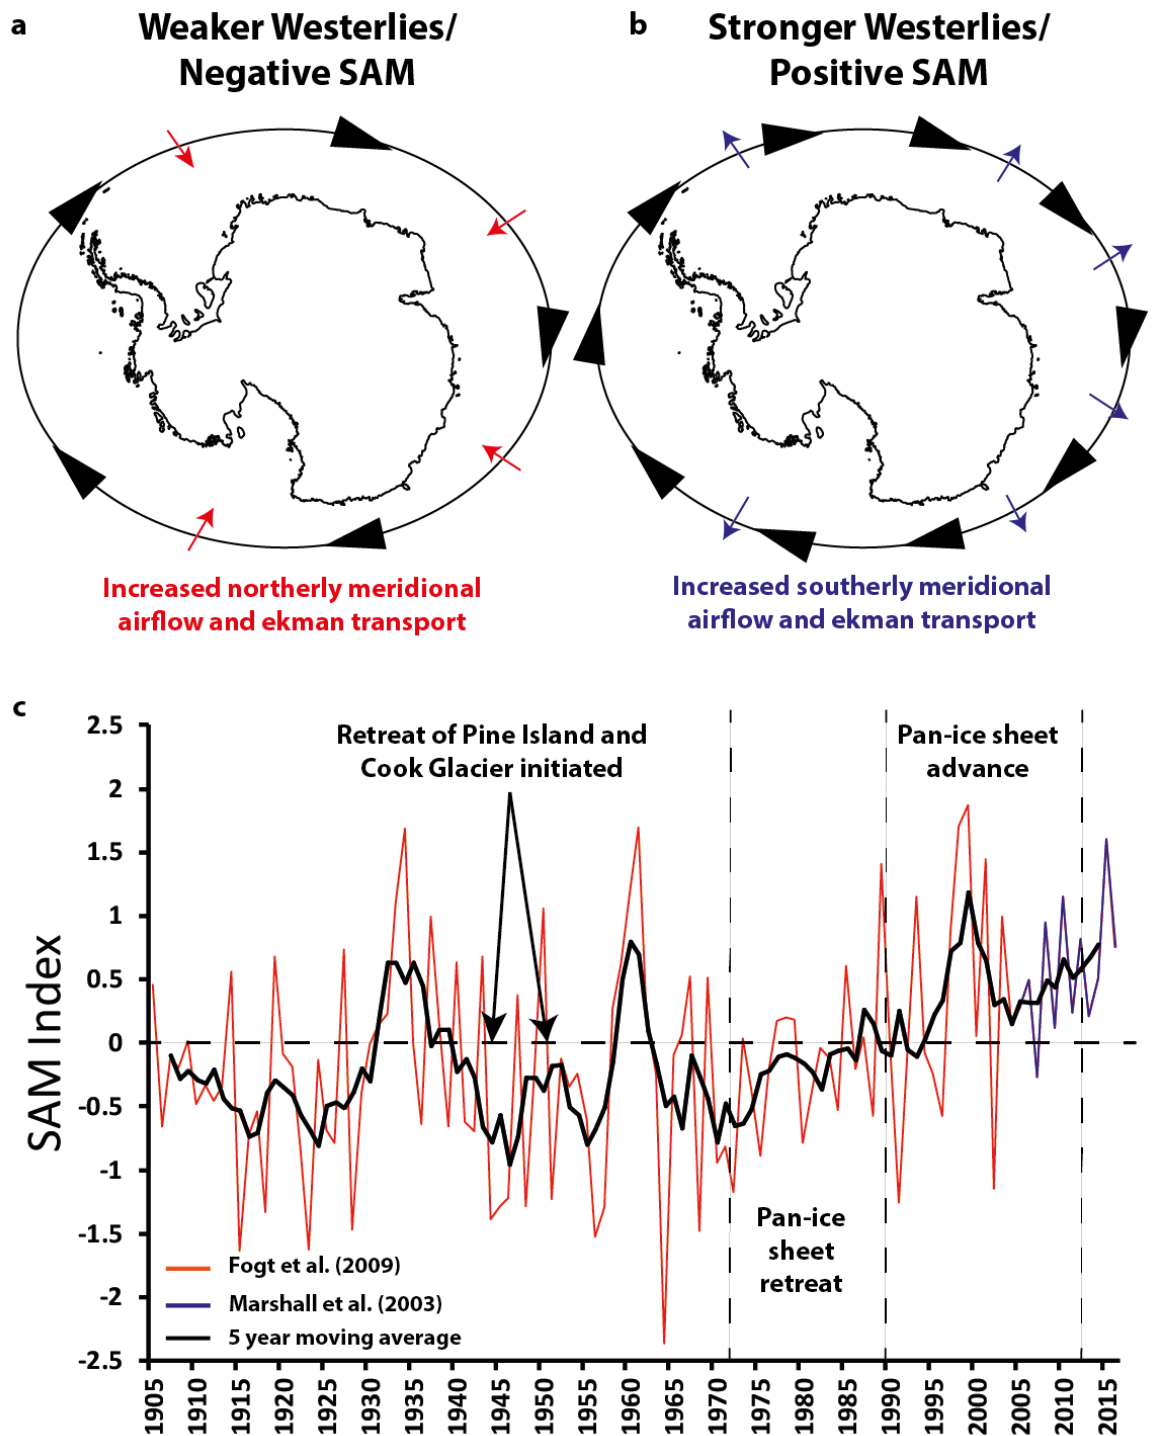 a
Weaker Westerlies/
Negative SAM
b
Stronger Westerlies/
Positive SAM
Increased northerly meridional
airflow and ekman transport
Increased southerly meridional
airflow and ekman transport
c
SAM Index
2.5
2
1.5
1
0.5
0
-0.5
-1
-1.5
-2
-2.5
Retreat of Pine Island and
Cook Glacier initiated
Pan-ice sheet
advance
Pan-ice
sheet
retreat
Fogt et al. (2009)
Marshall et al. (2003)
5 year moving average
1905
1910
1915
1920
1925
1930
1935
1940
1945
1950
1955
1960
1965
1970
1975
1980
1985
1990
1995
2000
2005
2010
2015